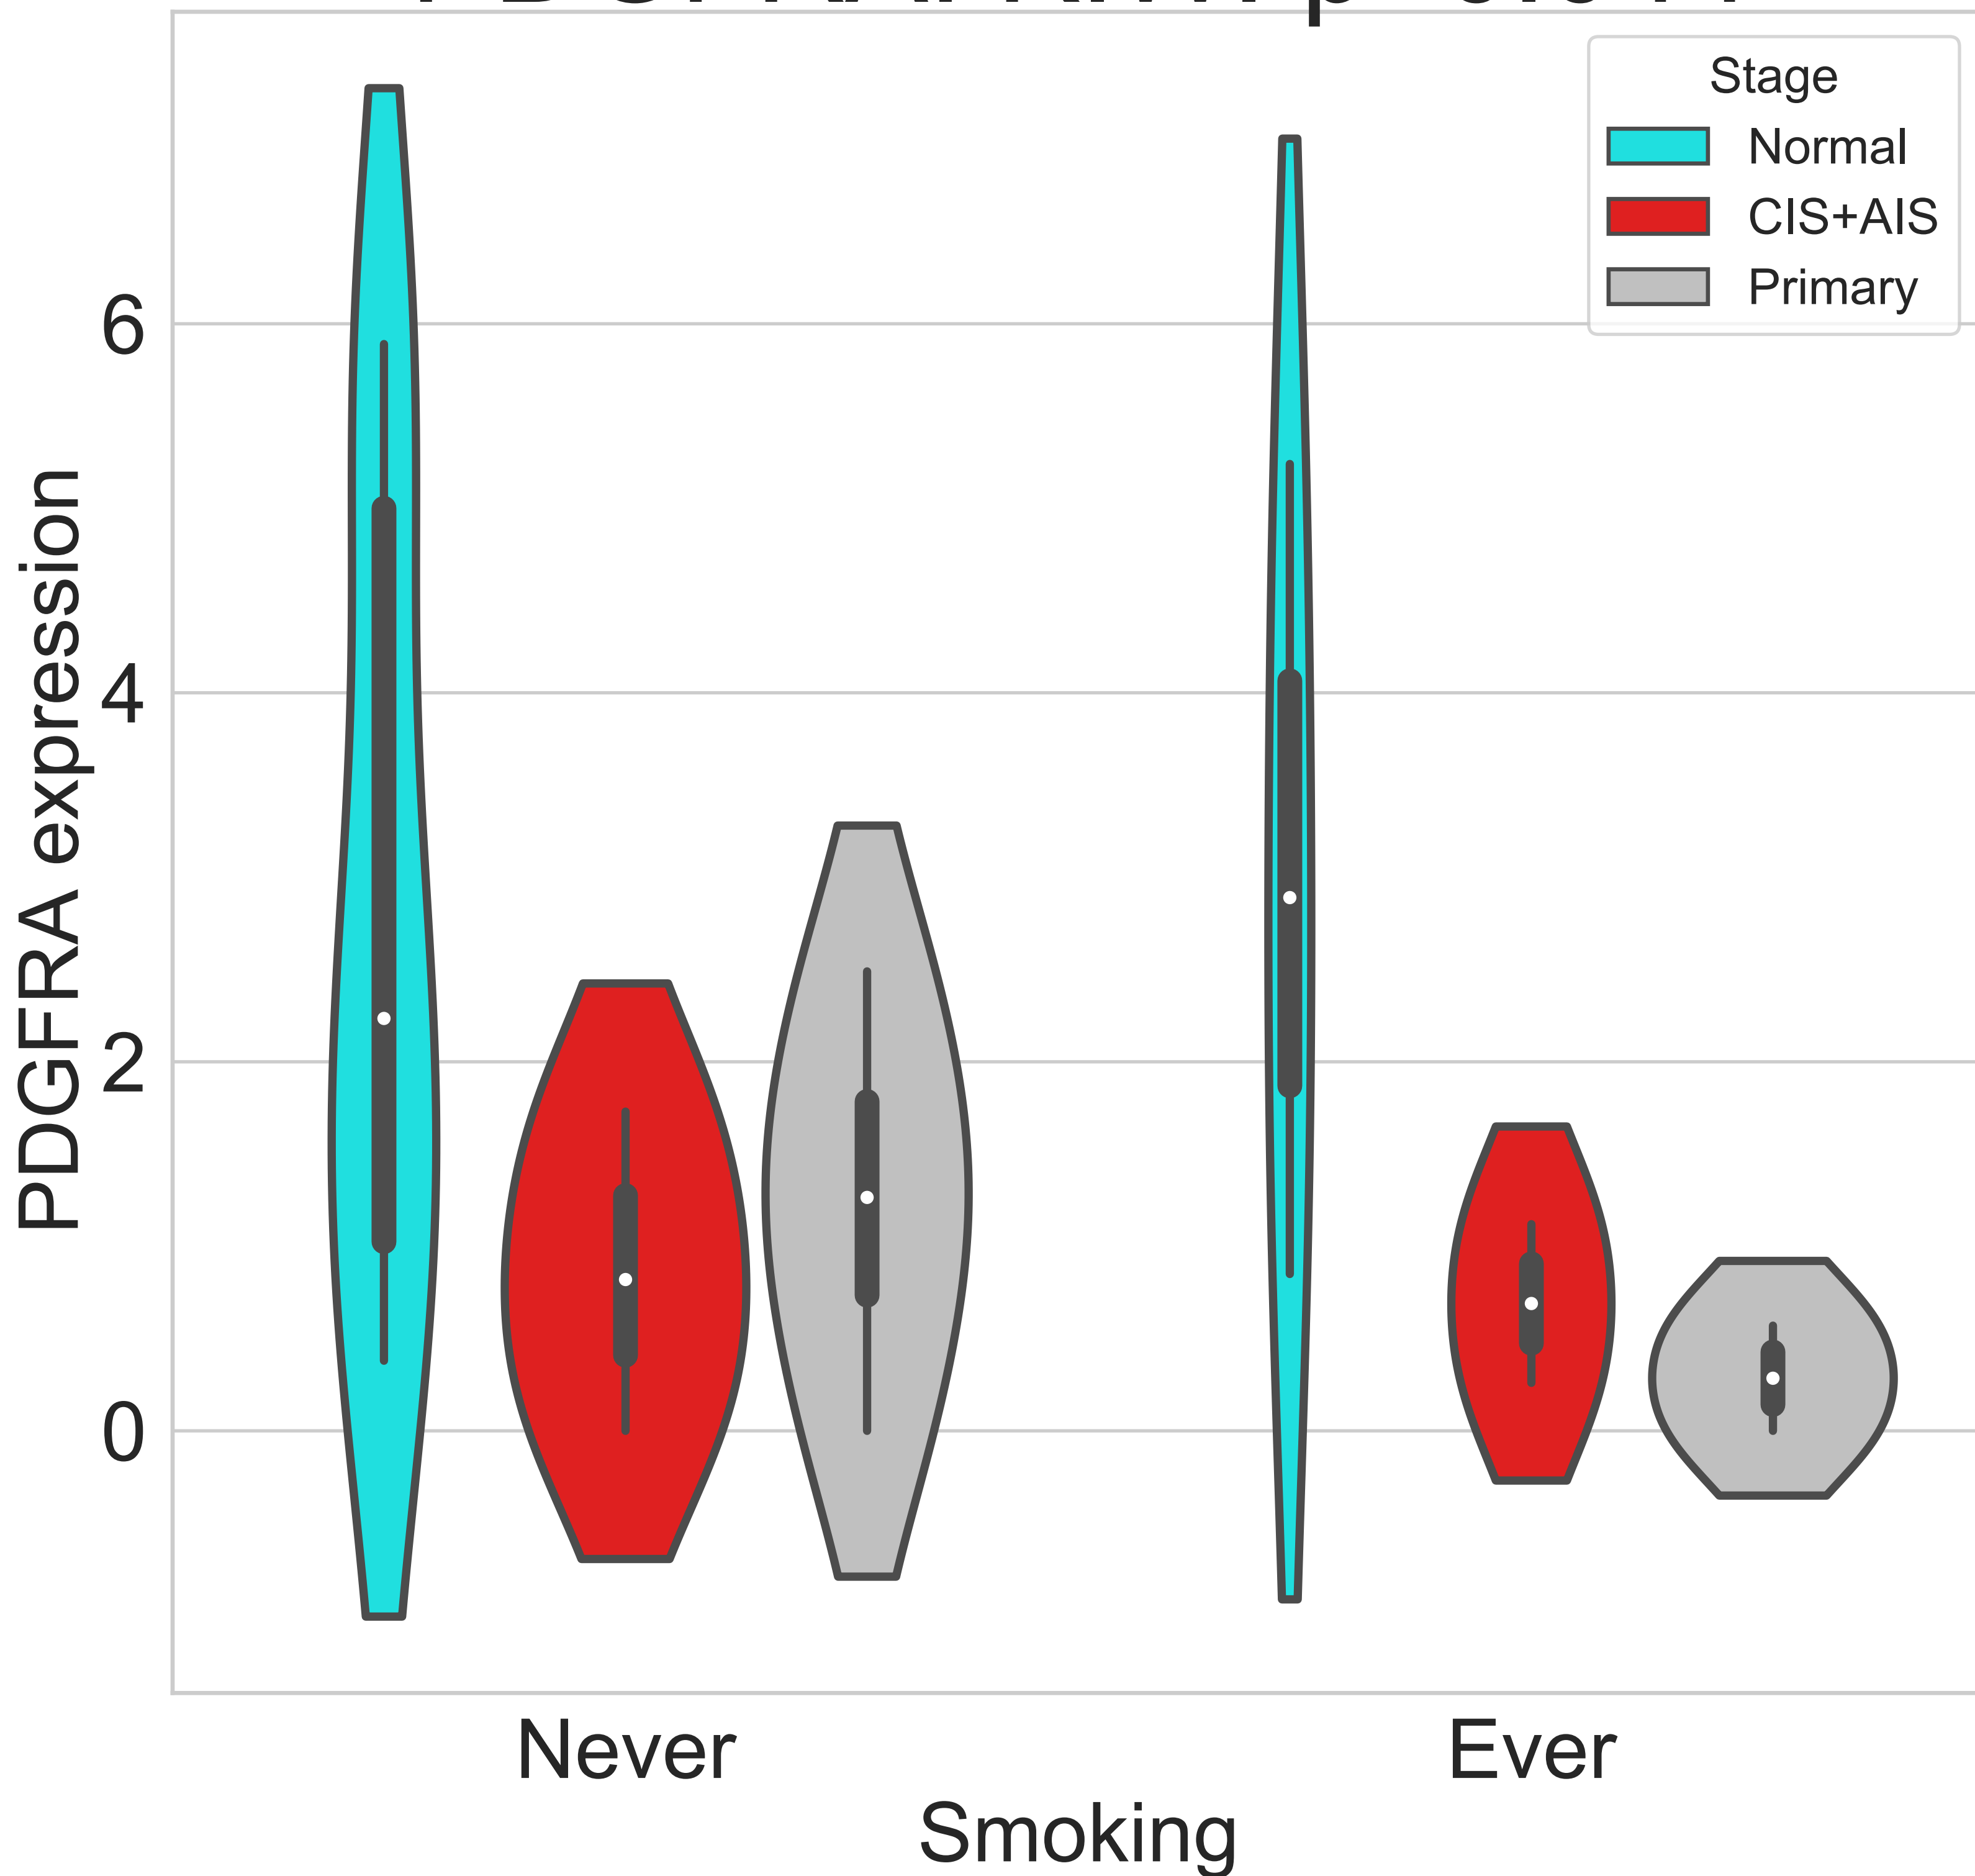 Stage
Normal
CIS+AIS
Primary
6
4
2
0
PDGFRA expression
Never
Ever
Smoking